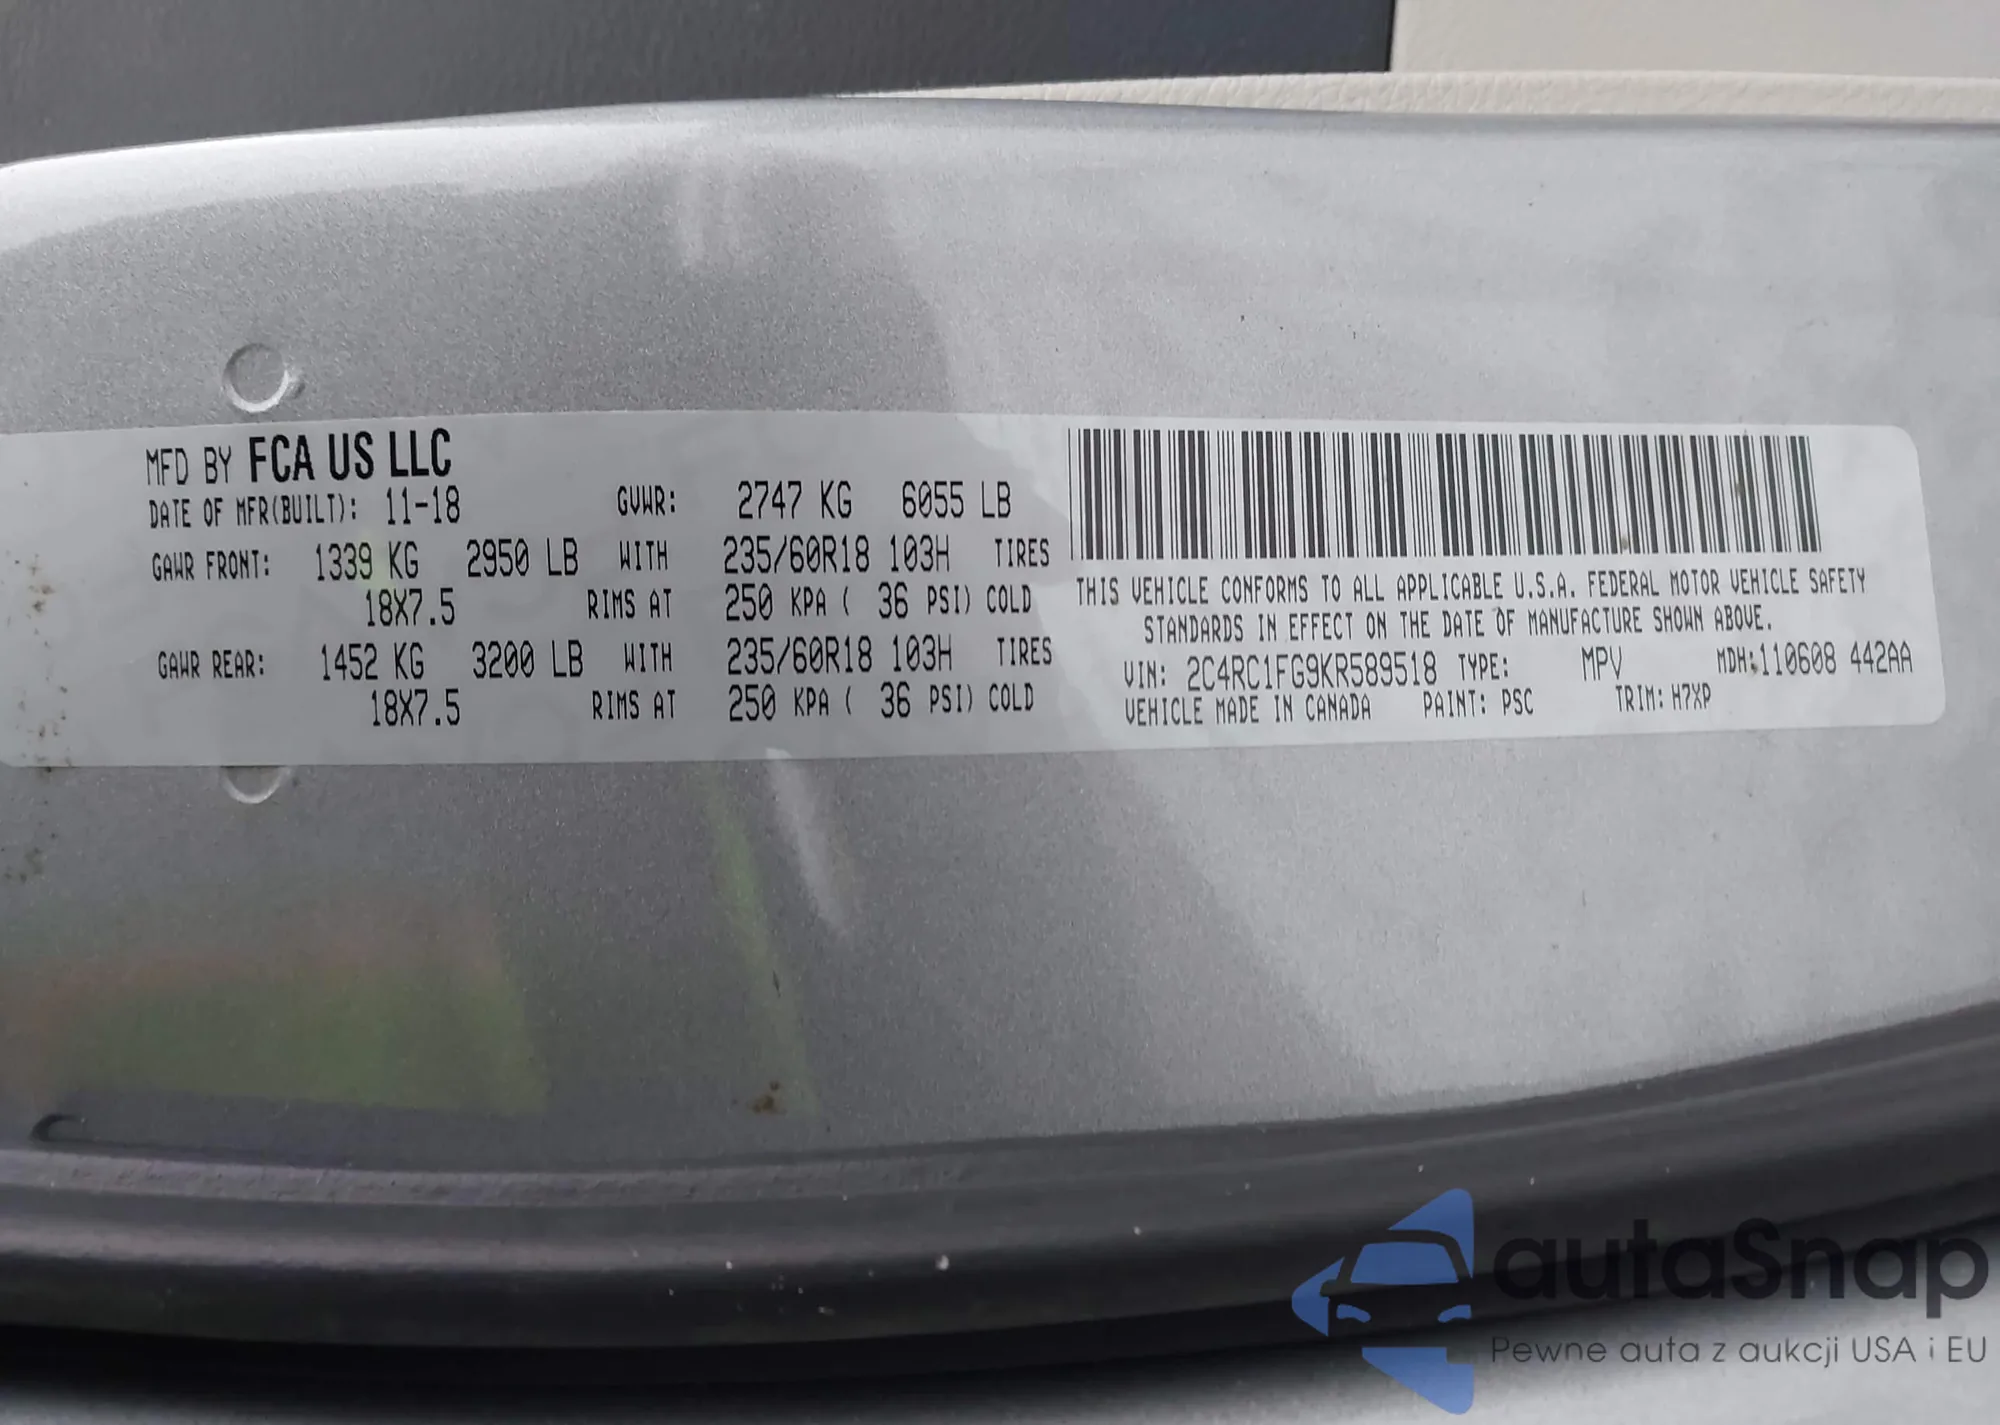 MFD BY FCA US LLC
DATE OF MFR(BUILT): 11-18 GVWR: 2747 KG 6055 LB
GAWR FRONT: 1339 KG 2950 LB WITH 235/60R18 103H TIRES
18X7.5 RIMS AT 250 KPA ( 36 PSI) COLD
GAWR REAR: 1452 KG 3200 LB WITH 235/60R18 103H TIRES
18X7.5 RIMS AT 250 KPA ( 36 PSI) COLD
THIS VEHICLE CONFORMS TO ALL APPLICABLE U.S.A. FEDERAL MOTOR VEHICLE SAFETY
STANDARDS IN EFFECT ON THE DATE OF MANUFACTURE SHOWN ABOVE.
VIN: 2C4RC1FG9KR589518 TYPE: MPV MDH:110608 442AA
VEHICLE MADE IN CANADA PAINT: PSC TRIM: H7XP
autaSnap
Pewne auta z aukcji USA i EU